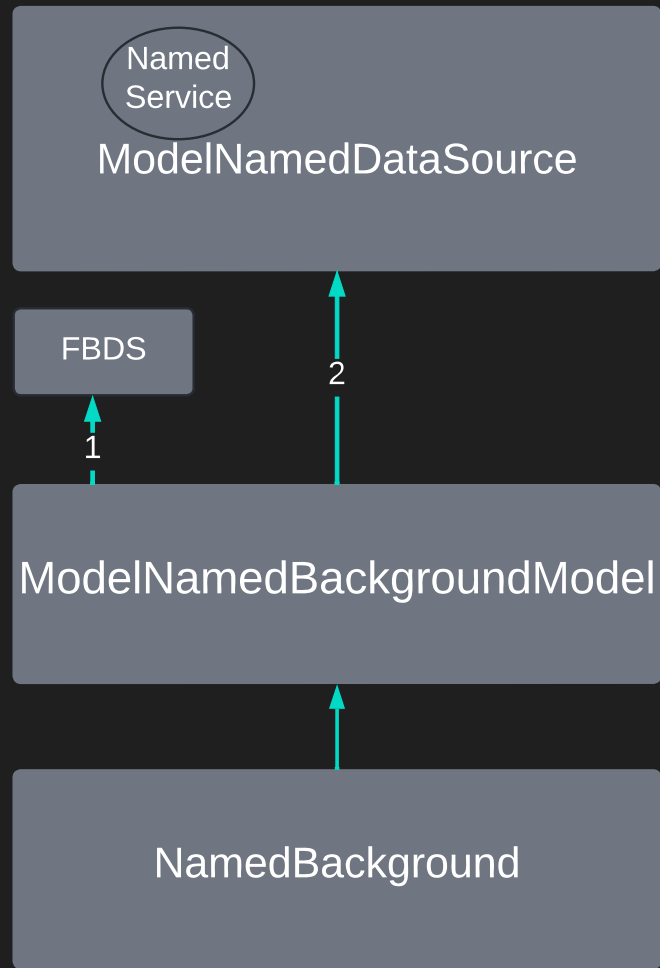 Named
Service
ModelNamedDataSource
FBDS
2
1
ModelNamedBackgroundModel
NamedBackground